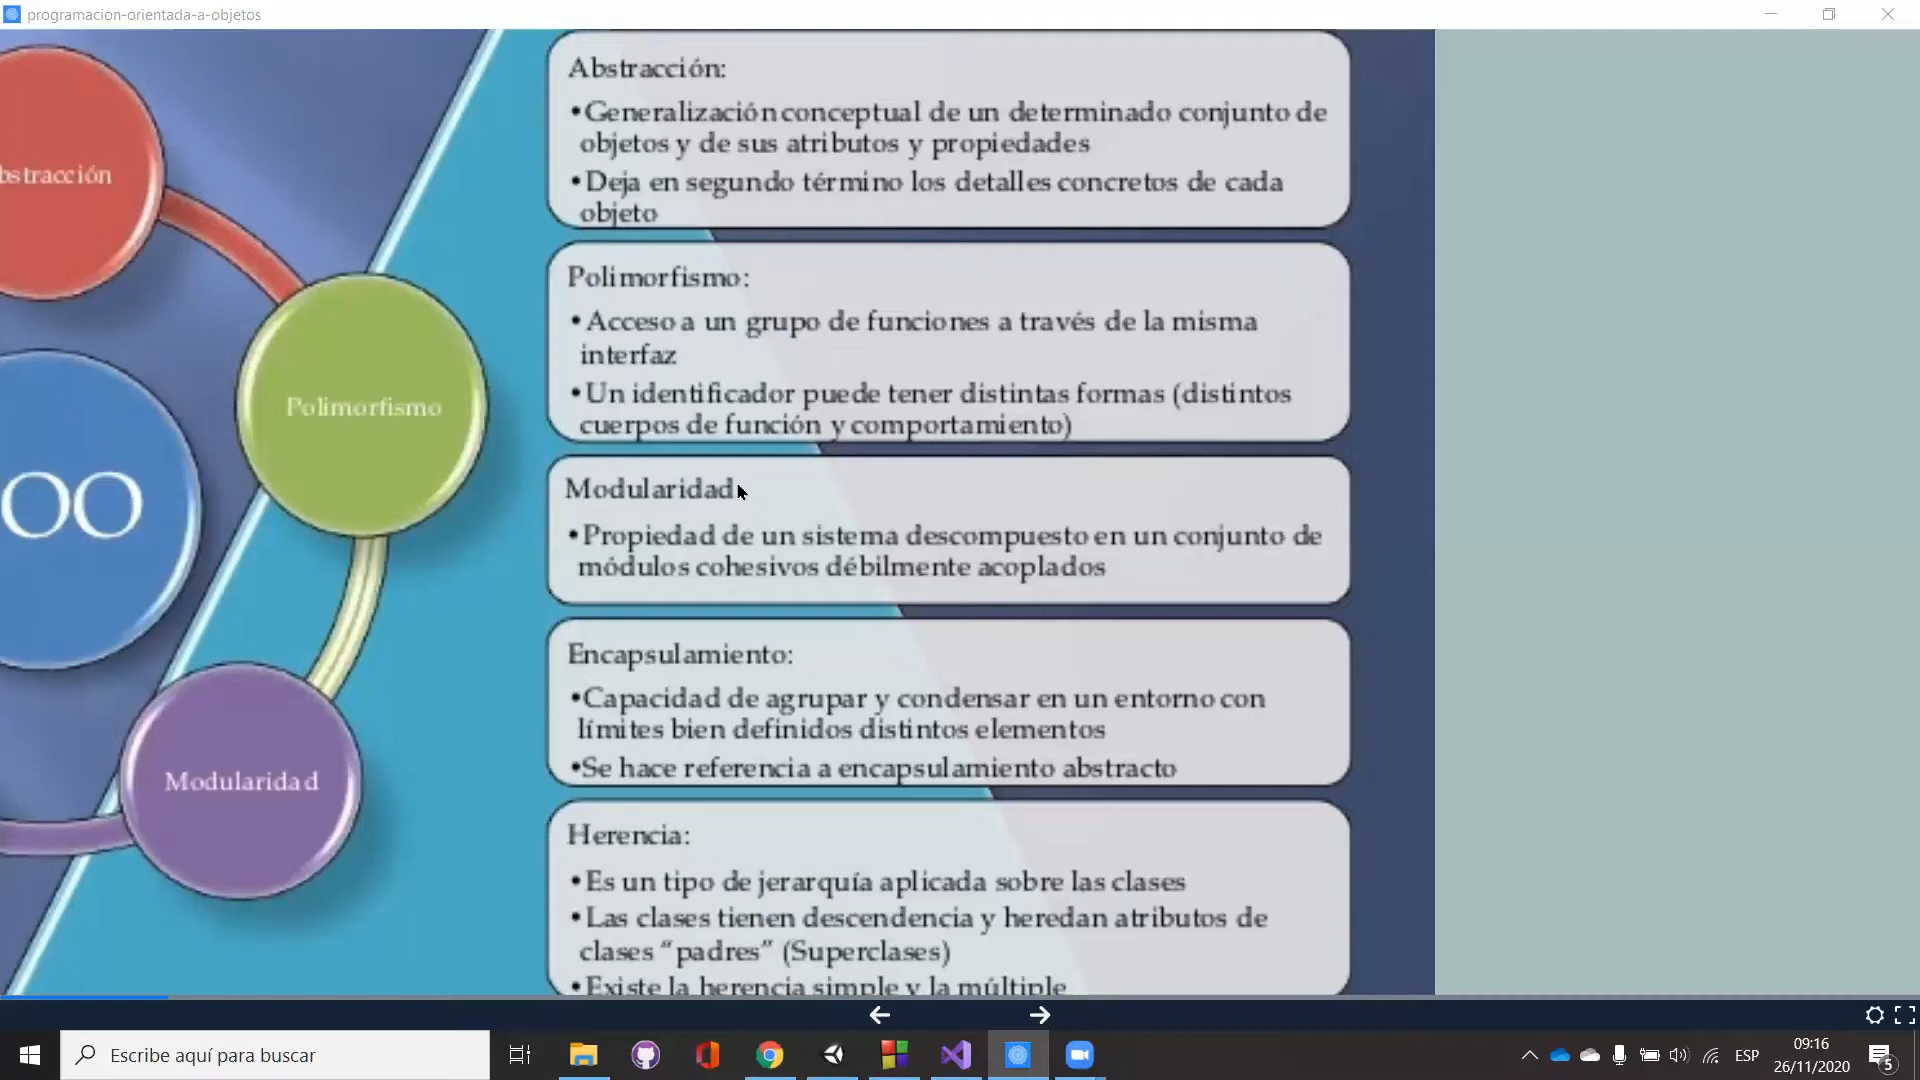 programacion-orientada-a-objetos
bstracción
Polimorfismo
OO
Modularidad
Abstracción:
•Generalización conceptual de un determinado conjunto de
objetos y de sus atributos y propiedades
•Deja en segundo término los detalles concretos de cada
objeto
Polimorfismo:
•Acceso a un grupo de funciones a través de la misma
interfaz
•Un identificador puede tener distintas formas (distintos
cuerpos de función y comportamiento)
Modularidad
•Propiedad de un sistema descompuesto en un conjunto de
módulos cohesivos débilmente acoplados
Encapsulamiento:
•Capacidad de agrupar y condensar en un entorno con
límites bien definidos distintos elementos
•Se hace referencia a encapsulamiento abstracto
Herencia:
•Es un tipo de jerarquía aplicada sobre las clases
•Las clases tienen descendencia y heredan atributos de
clases “padres” (Superclases)
•Existe la herencia simple y la múltiple
Escribe aquí para buscar
ESP
09:16
26/11/2020
5